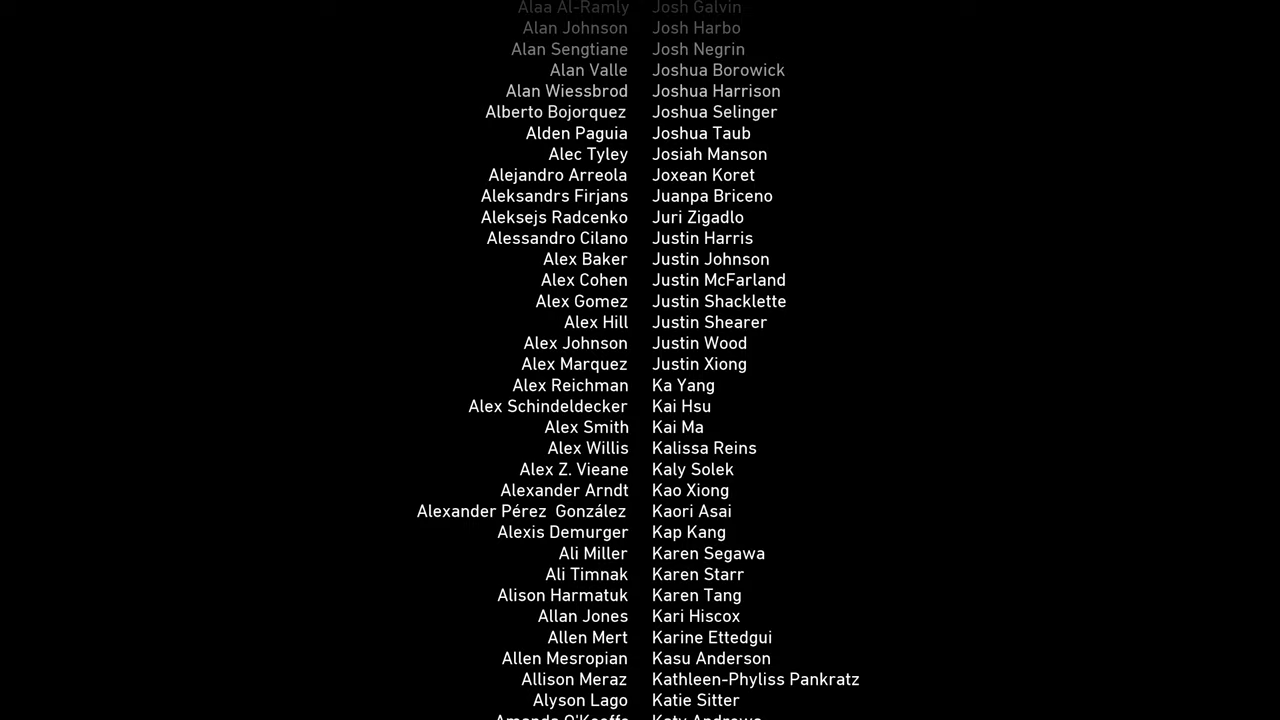 Alaa Al-Ramly Josh Galvin
Alan Johnson Josh Harbo
Alan Sengtiane Josh Negrin
Alan Valle Joshua Borowick
Alan Wiessbrod Joshua Harrison
Alberto Bojorquez Joshua Selinger
Alden Paguia Joshua Taub
Alec Tyley Josiah Manson
Alejandro Arreola Joxean Koret
Aleksandrs Firjans Juanpa Briceno
Aleksejs Radcenko Juri Zigadlo
Alessandro Cilano Justin Harris
Alex Baker Justin Johnson
Alex Cohen Justin McFarland
Alex Gomez Justin Shacklette
Alex Hill Justin Shearer
Alex Johnson Justin Wood
Alex Marquez Justin Xiong
Alex Reichman Ka Yang
Alex Schindeldecker Kai Hsu
Alex Smith Kai Ma
Alex Willis Kalissa Reins
Alex Z. Vieane Kaly Solek
Alexander Arndt Kao Xiong
Alexander Pérez González Kaori Asai
Alexis Demurger Kap Kang
Ali Miller Karen Segawa
Ali Timnak Karen Starr
Alison Harmatuk Karen Tang
Allan Jones Kari Hiscox
Allen Mert Karine Ettedgui
Allen Mesropian Kasu Anderson
Allison Meraz Kathleen-Phyliss Pankratz
Alyson Lago Katie Sitter
Amanda O'Keeffe Katy Andrews